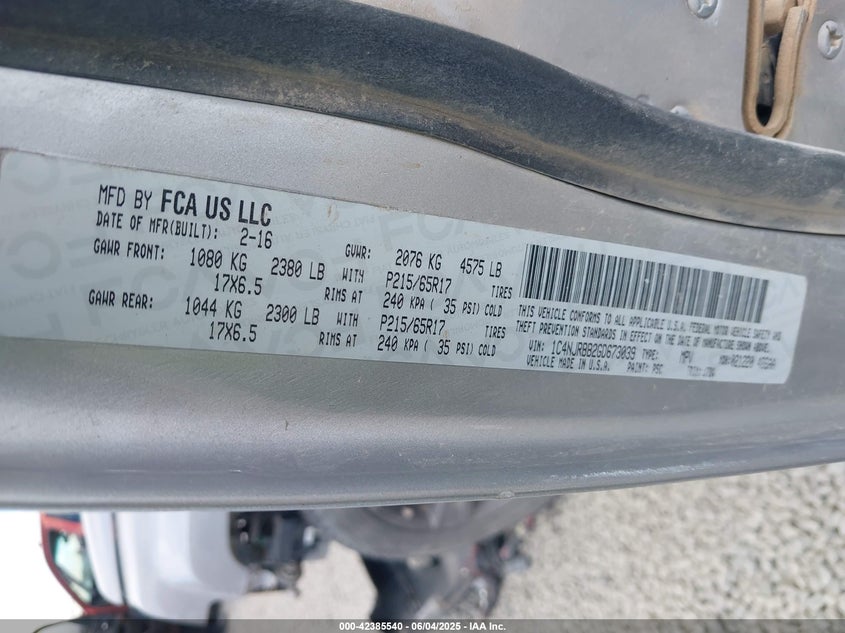 MFD BY FCA US LLC
DATE OF MFR(BUILT): 2-16
GVWR: 2076 KG 4575 LB
GAWR FRONT: 1080 KG 2380 LB WITH P215/65R17 TIRES
17X6.5 RIMS AT 240 KPA ( 35 PSI) COLD
GAWR REAR: 1044 KG 2300 LB WITH P215/65R17 TIRES
17X6.5 RIMS AT 240 KPA ( 35 PSI) COLD
THIS VEHICLE CONFORMS TO ALL APPLICABLE U.S.A. FEDERAL MOTOR VEHICLE SAFETY AND
THEFT PREVENTION STANDARDS IN EFFECT ON THE DATE OF MANUFACTURE SHOWN ABOVE.
VIN: 1C4NJRBB2GD673039 TYPE: MPV
VEHICLE MADE IN U.S.A. PAINT: PSC
000-42385540 - 06/04/2025 - IAA Inc.